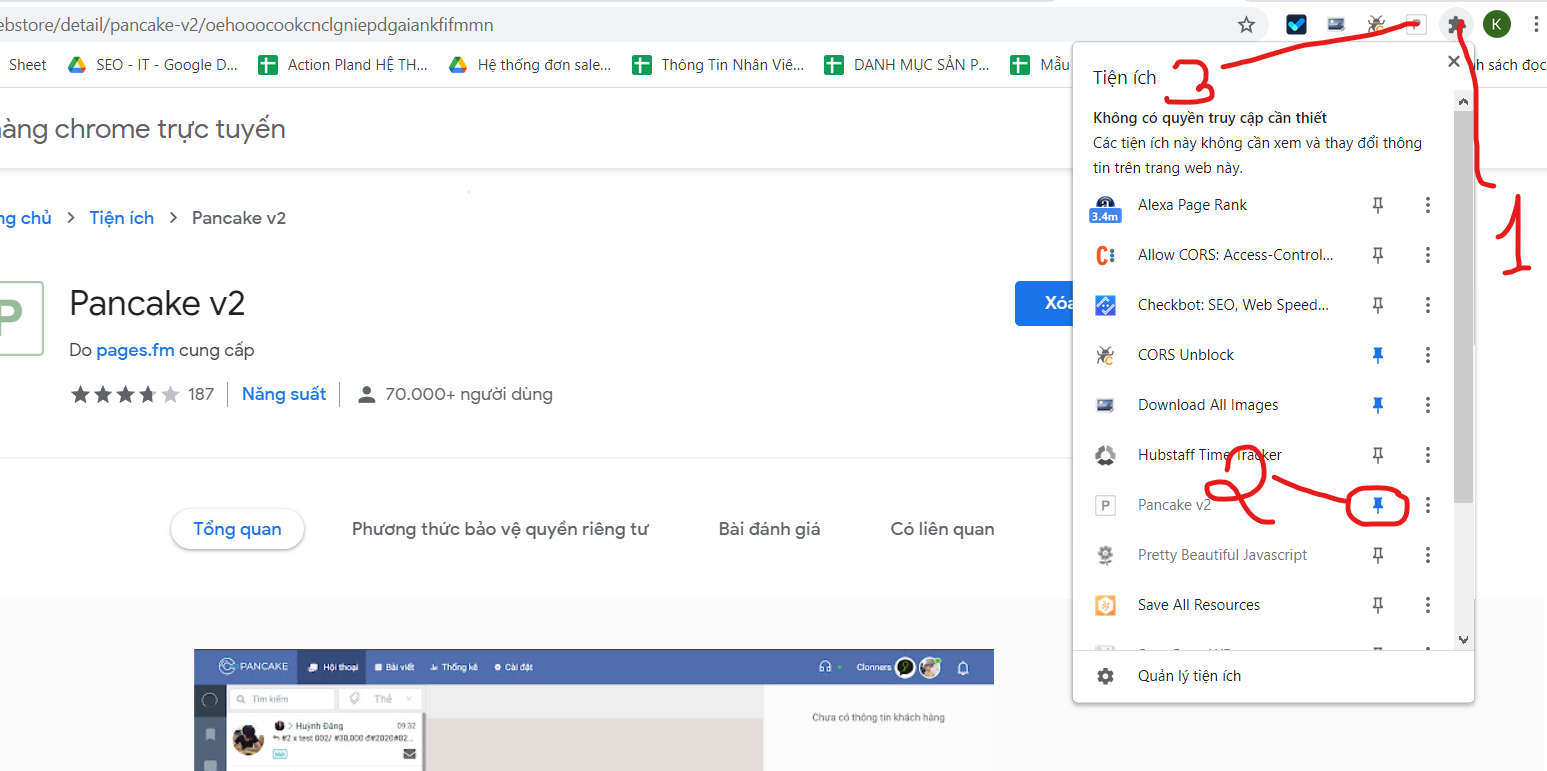 ebstore/detail/pancake-v2/oehooocookcnclgniepdgaiankfifmmn
P
K
Sheet
SEO - IT - Google D...
Action Pland HỆ TH...
Hệ thống đơn sale...
Thông Tin Nhân Viê...
DANH MỤC SẢN P...
Mẫu
h sách đọc
3
1
Tiện ích
Không có quyền truy cập cần thiết
Các tiện ích này không cần xem và thay đổi thông
tin trên trang web này.
3.4m
Alexa Page Rank
Allow CORS: Access-Control...
Checkbot: SEO, Web Speed...
CORS Unblock
Download All Images
Hubstaff Time Tracker
2
P
Pancake v2
Pretty Beautiful Javascript
Save All Resources
Quản lý tiện ích
hàng chrome trực tuyến
ng chủ
Tiện ích
Pancake v2
P
Pancake v2
Xóa
Do pages.fm cung cấp
187
Năng suất
70.000+ người dùng
Tổng quan
Phương thức bảo vệ quyền riêng tư
Bài đánh giá
Có liên quan
PANCAKE
Hội thoại
Bài viết
Thống kê
Cài đặt
Clonners
Tìm kiếm
Thẻ
Chưa có thông tin khách hàng
Huỳnh Đăng
09:32